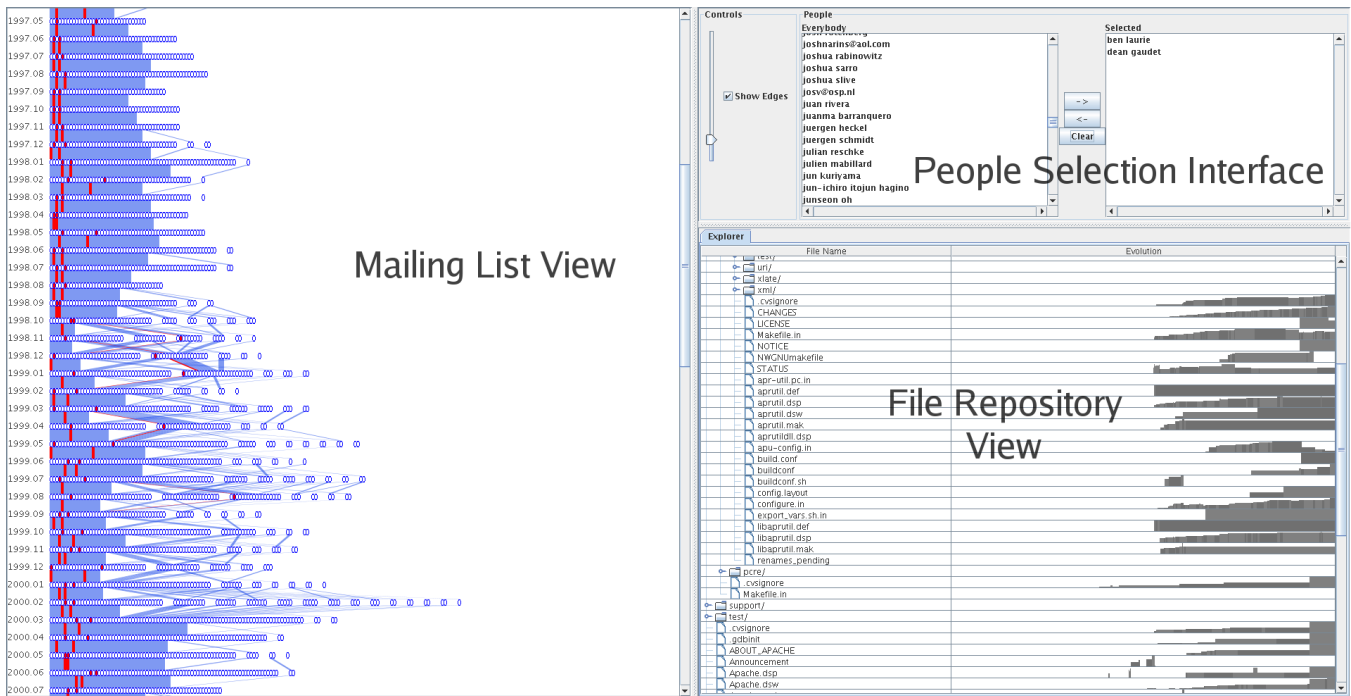 1997.05
1997.06
1997.07
1997.08
1997.09
1997.10
1997.11
1997.12
1998.01
1998.02
1998.03
1998.04
1998.05
1998.06
1998.07
1998.08
1998.09
1998.10
1998.11
1998.12
1999.01
1999.02
1999.03
1999.04
1999.05
1999.06
1999.07
1999.08
1999.09
1999.10
1999.11
1999.12
2000.01
2000.02
2000.03
2000.04
2000.05
2000.06
2000.07
Mailing List View
Controls
Show Edges
People
Everybody
joshnarins@aol.com
joshua rabinowitz
joshua sarro
joshua slive
josv@osp.nl
juan rivera
juanma barranquero
juergen heckel
juergen schmidt
julian reschke
julien mabillard
jun kuriyama
jun-ichiro itojun hagino
junseon oh
->
<-
Clear
Selected
ben laurie
dean gaudet
People Selection Interface
Explorer
File Name
Evolution
test/
uri/
xlate/
xml/
.cvsignore
CHANGES
LICENSE
Makefile.in
NOTICE
NWGNUmakefile
STATUS
apr-util.pc.in
aprutil.def
aprutil.dsp
aprutil.dsw
aprutil.mak
aprutildll.dsp
apu-config.in
build.conf
buildconf
buildconf.sh
config.layout
configure.in
export_vars.sh.in
libaprutil.def
libaprutil.dsp
libaprutil.mak
renames_pending
pcre/
.cvsignore
Makefile.in
support/
test/
.cvsignore
.gdbinit
ABOUT_APACHE
Announcement
Apache.dsp
Apache.dsw
File Repository
View